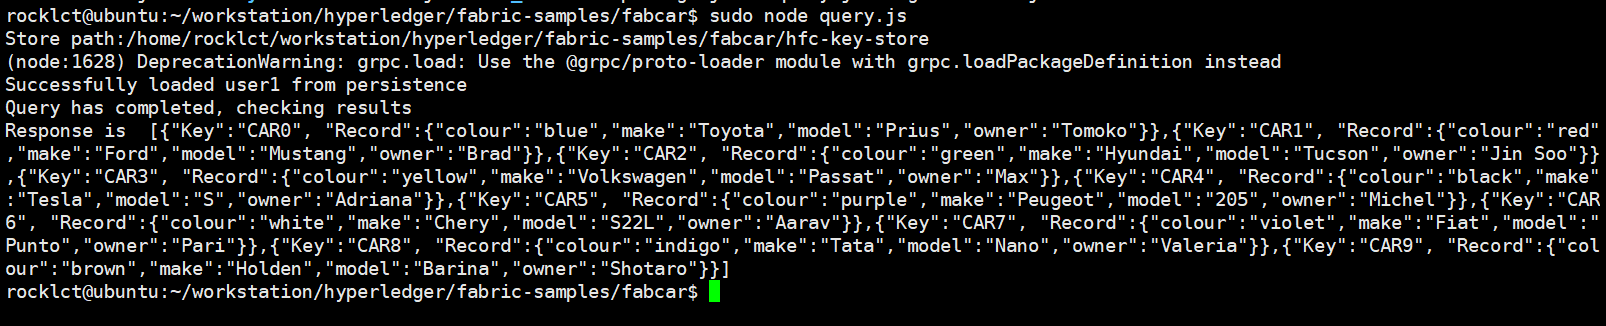 rocklct@ubuntu:~/workstation/hyperledger/fabric-samples/fabcar$ sudo node query.js
Store path:/home/rocklct/workstation/hyperledger/fabric-samples/fabcar/hfc-key-store
(node:1628) DeprecationWarning: grpc.load: Use the @grpc/proto-loader module with grpc.loadPackageDefinition instead
Successfully loaded user1 from persistence
Query has completed, checking results
Response is  [{"Key":"CAR0", "Record":{"colour":"blue","make":"Toyota","model":"Prius","owner":"Tomoko"}},{"Key":"CAR1", "Record":{"colour":"red"
,"make":"Ford","model":"Mustang","owner":"Brad"}},{"Key":"CAR2", "Record":{"colour":"green","make":"Hyundai","model":"Tucson","owner":"Jin Soo"}}
,{"Key":"CAR3", "Record":{"colour":"yellow","make":"Volkswagen","model":"Passat","owner":"Max"}},{"Key":"CAR4", "Record":{"colour":"black","make"
:"Tesla","model":"S","owner":"Adriana"}},{"Key":"CAR5", "Record":{"colour":"purple","make":"Peugeot","model":"205","owner":"Michel"}},{"Key":"CAR
6", "Record":{"colour":"white","make":"Chery","model":"S22L","owner":"Aarav"}},{"Key":"CAR7", "Record":{"colour":"violet","make":"Fiat","model":"
Punto","owner":"Pari"}},{"Key":"CAR8", "Record":{"colour":"indigo","make":"Tata","model":"Nano","owner":"Valeria"}},{"Key":"CAR9", "Record":{"col
our":"brown","make":"Holden","model":"Barina","owner":"Shotaro"}}]
rocklct@ubuntu:~/workstation/hyperledger/fabric-samples/fabcar$